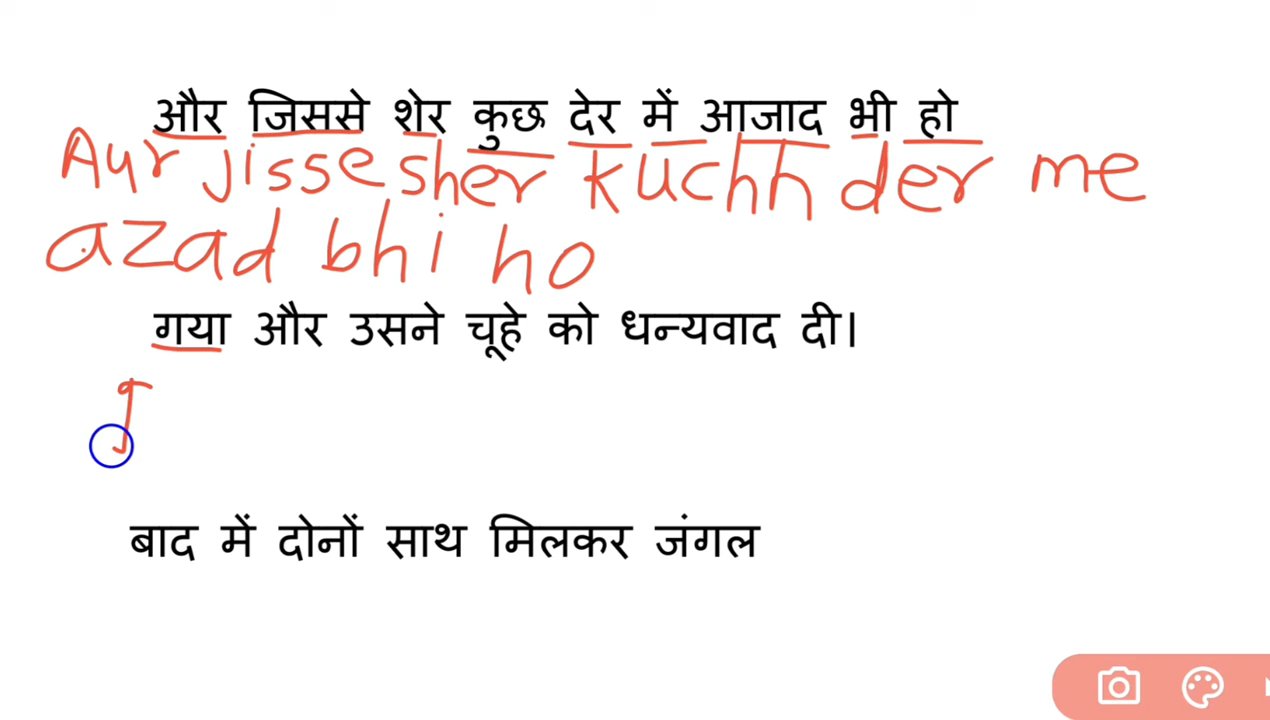 और जिससे शेर कुछ देर में आजाद भी हो
Aur jisse sher kuchh der me
azad bhi ho
गया और उसने चूहे को धन्यवाद दी।
बाद में दोनों साथ मिलकर जंगल